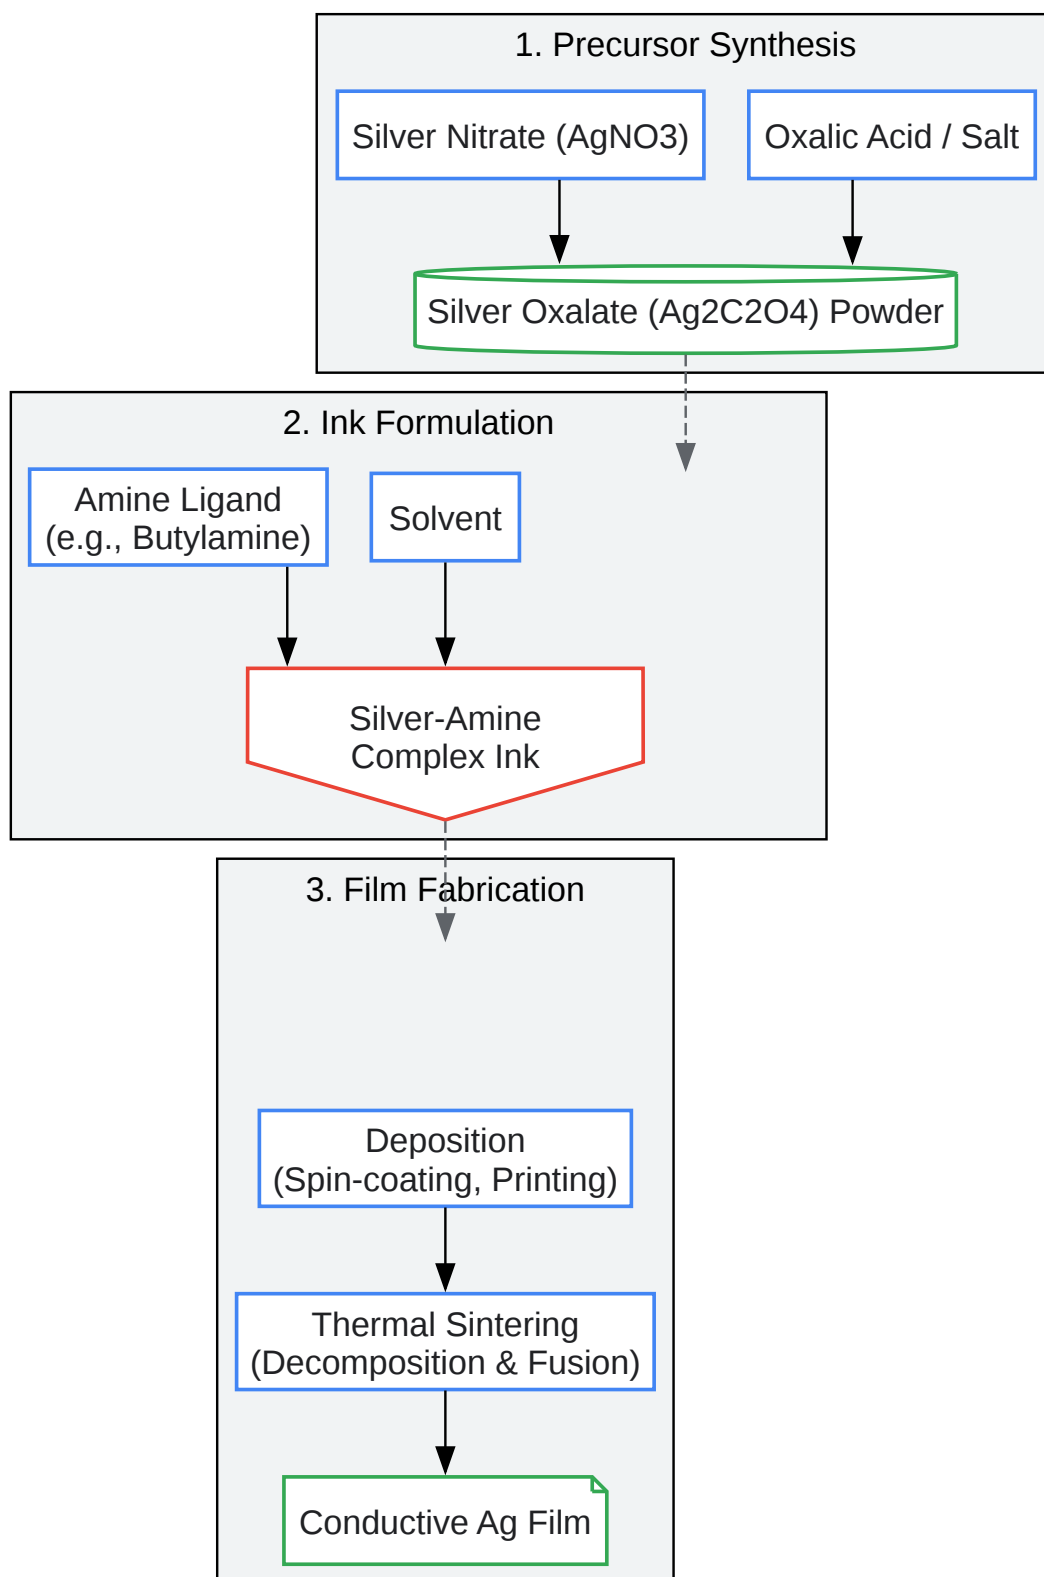 1. Precursor Synthesis
Silver Nitrate (AgNO3)
Oxalic Acid / Salt
Silver Oxalate (Ag2C2O4) Powder
2. Ink Formulation
Amine Ligand
(e.g., Butylamine)
Solvent
Silver-Amine
Complex Ink
3. Film Fabrication
Deposition
(Spin-coating, Printing)
Thermal Sintering
(Decomposition & Fusion)
Conductive Ag Film